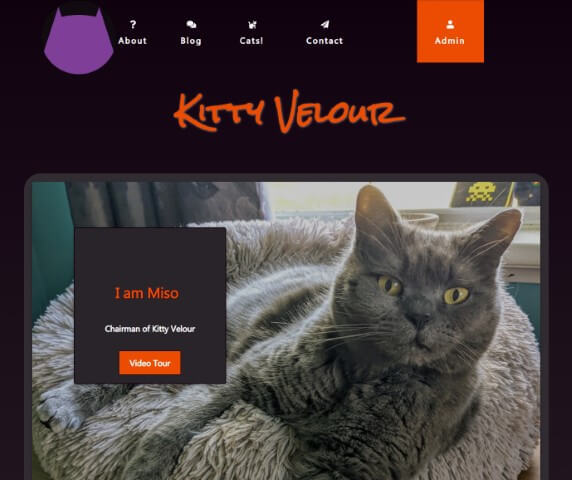 About
Blog
Cats!
Contact
Admin
Kitty Velour
I am Miso
Chairman of Kitty Velour
Video Tour